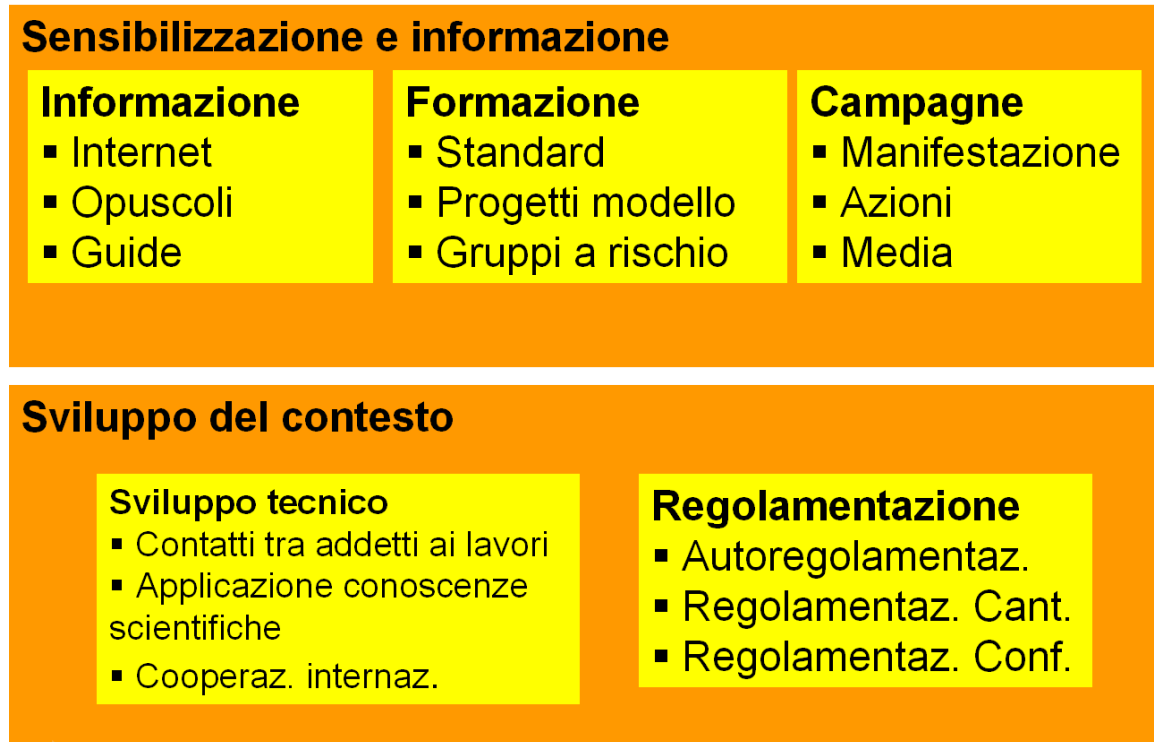 Sensibilizzazione e informazione
Informazione
▪ Internet
▪ Opuscoli
▪ Guide
Formazione
▪ Standard
▪ Progetti modello
▪ Gruppi a rischio
Campagne
▪ Manifestazione
▪ Azioni
▪ Media
Sviluppo del contesto
Sviluppo tecnico
▪ Contatti tra addetti ai lavori
▪ Applicazione conoscenze
scientifiche
▪ Cooperaz. internaz.
Regolamentazione
▪ Autoregolamentaz.
▪ Regolamentaz. Cant.
▪ Regolamentaz. Conf.